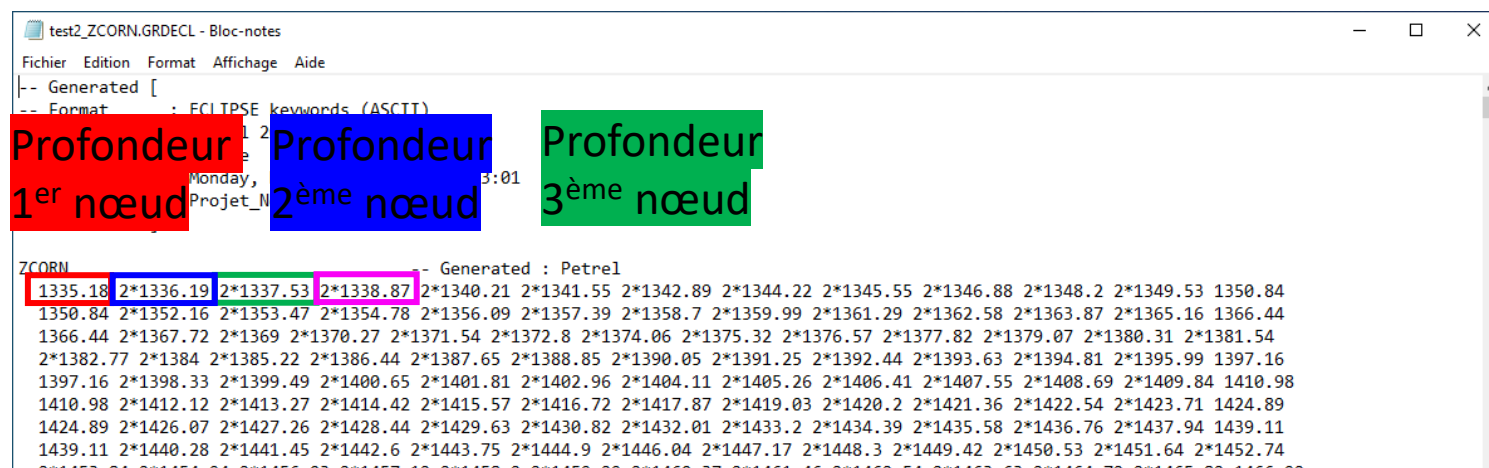 test2_ZCORN.GRDECL - Bloc-notes
Fichier Edition Format Affichage Aide
-- Generated [
-- Format : ECLIPSE keywords (ASCII)
Profondeur
1er nœud
Profondeur
2ème nœud
Profondeur
3ème nœud
Monday, 3:01
Projet_N
ZCORN -- Generated : Petrel
1335.18 2*1336.19 2*1337.53 2*1338.87 2*1340.21 2*1341.55 2*1342.89 2*1344.22 2*1345.55 2*1346.88 2*1348.2 2*1349.53 1350.84
1350.84 2*1352.16 2*1353.47 2*1354.78 2*1356.09 2*1357.39 2*1358.7 2*1359.99 2*1361.29 2*1362.58 2*1363.87 2*1365.16 1366.44
1366.44 2*1367.72 2*1369 2*1370.27 2*1371.54 2*1372.8 2*1374.06 2*1375.32 2*1376.57 2*1377.82 2*1379.07 2*1380.31 2*1381.54
2*1382.77 2*1384 2*1385.22 2*1386.44 2*1387.65 2*1388.85 2*1390.05 2*1391.25 2*1392.44 2*1393.63 2*1394.81 2*1395.99 1397.16
1397.16 2*1398.33 2*1399.49 2*1400.65 2*1401.81 2*1402.96 2*1404.11 2*1405.26 2*1406.41 2*1407.55 2*1408.69 2*1409.84 1410.98
1410.98 2*1412.12 2*1413.27 2*1414.42 2*1415.57 2*1416.72 2*1417.87 2*1419.03 2*1420.2 2*1421.36 2*1422.54 2*1423.71 1424.89
1424.89 2*1426.07 2*1427.26 2*1428.44 2*1429.63 2*1430.82 2*1432.01 2*1433.2 2*1434.39 2*1435.58 2*1436.76 2*1437.94 1439.11
1439.11 2*1440.28 2*1441.45 2*1442.6 2*1443.75 2*1444.9 2*1446.04 2*1447.17 2*1448.3 2*1449.42 2*1450.53 2*1451.64 2*1452.74